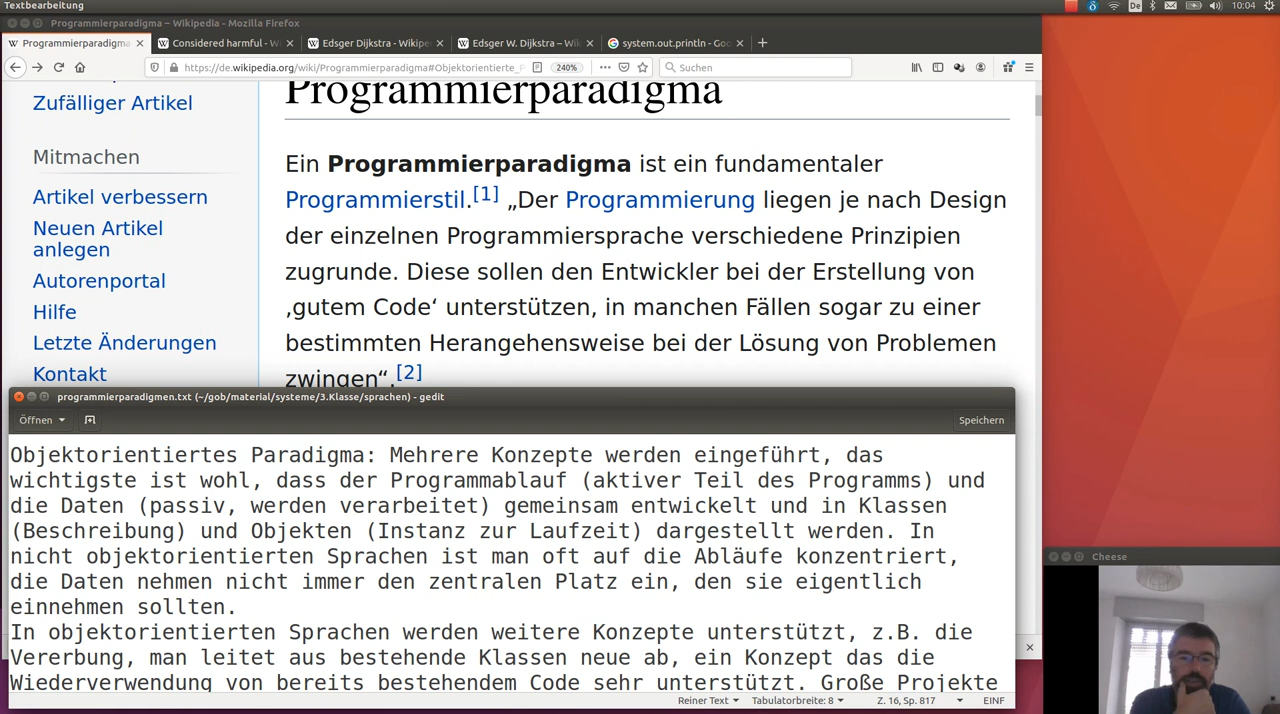 Textbearbeitung
De
10:04
Programmierparadigma – Wikipedia - Mozilla Firefox
Programmierparadigma
Considered harmful - W
Edsger Dijkstra - Wikipe
Edsger W. Dijkstra – Wi
system.out.println - Goo
https://de.wikipedia.org/wiki/Programmierparadigma#Objektorientierte_P
240%
Suchen
Programmierparadigma
Zufälliger Artikel
Mitmachen
Artikel verbessern
Neuen Artikel
anlegen
Autorenportal
Hilfe
Letzte Änderungen
Kontakt
Ein Programmierparadigma ist ein fundamentaler
Programmierstil.[1] „Der Programmierung liegen je nach Design
der einzelnen Programmiersprache verschiedene Prinzipien
zugrunde. Diese sollen den Entwickler bei der Erstellung von
‚gutem Code‘ unterstützen, in manchen Fällen sogar zu einer
bestimmten Herangehensweise bei der Lösung von Problemen
zwingen“.[2]
programmierparadigmen.txt (~/gob/material/systeme/3.Klasse/sprachen) - gedit
Öffnen
Speichern
Objektorientiertes Paradigma: Mehrere Konzepte werden eingeführt, das
wichtigste ist wohl, dass der Programmablauf (aktiver Teil des Programms) und
die Daten (passiv, werden verarbeitet) gemeinsam entwickelt und in Klassen
(Beschreibung) und Objekten (Instanz zur Laufzeit) dargestellt werden. In
nicht objektorientierten Sprachen ist man oft auf die Abläufe konzentriert,
die Daten nehmen nicht immer den zentralen Platz ein, den sie eigentlich
einnehmen sollten.
In objektorientierten Sprachen werden weitere Konzepte unterstützt, z.B. die
Vererbung, man leitet aus bestehende Klassen neue ab, ein Konzept das die
Wiederverwendung von bereits bestehendem Code sehr unterstützt. Große Projekte
Reiner Text
Tabulatorbreite: 8
Z. 16, Sp. 817
EINF
Cheese